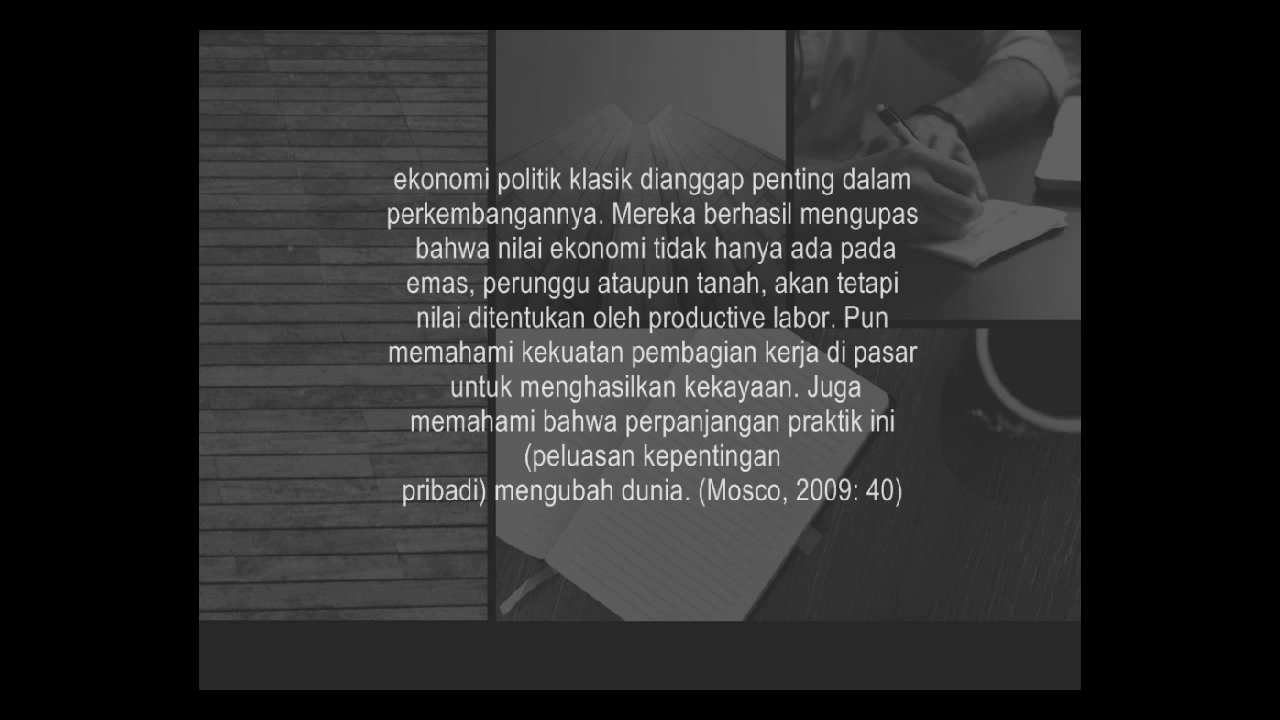 ekonomi politik klasik dianggap penting dalam
perkembangannya. Mereka berhasil mengupas
bahwa nilai ekonomi tidak hanya ada pada
emas, perunggu ataupun tanah, akan tetapi
nilai ditentukan oleh productive labor. Pun
memahami kekuatan pembagian kerja di pasar
untuk menghasilkan kekayaan. Juga
memahami bahwa perpanjangan praktik ini
(peluasan kepentingan
pribadi) mengubah dunia. (Mosco, 2009: 40)